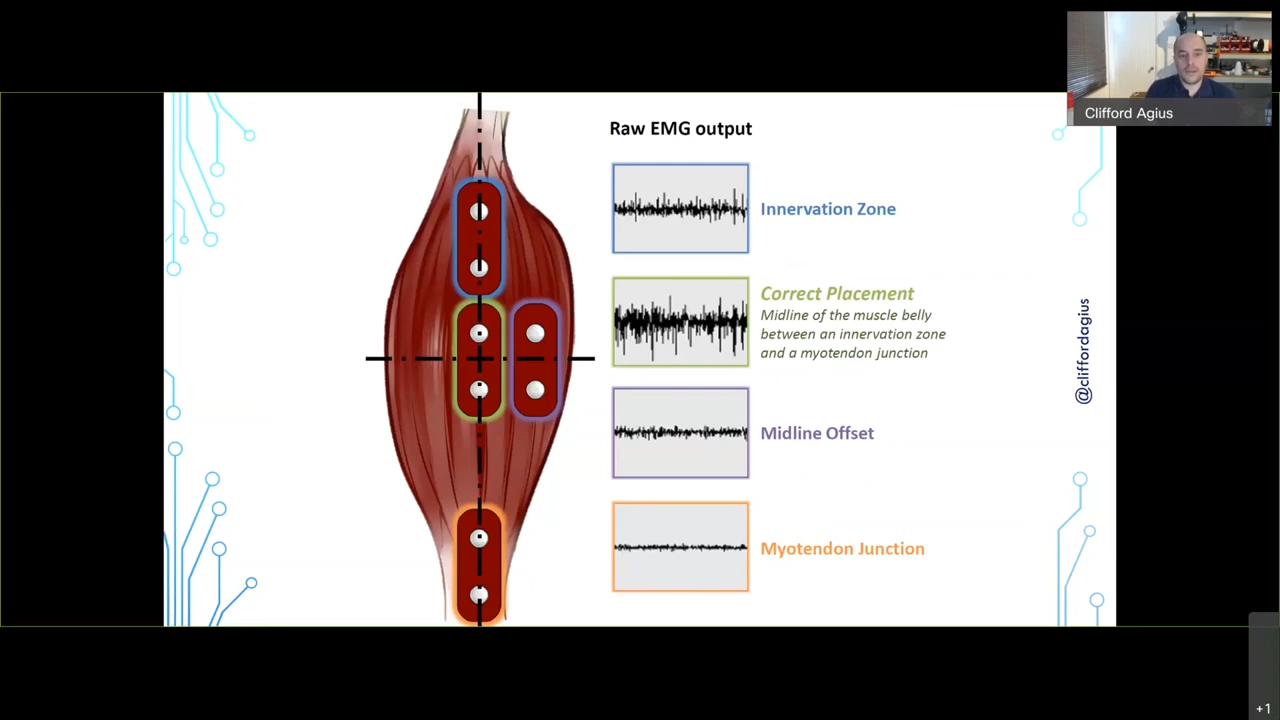 Clifford Agius
Raw EMG output
Innervation Zone
Correct Placement
Midline of the muscle belly
between an innervation zone
and a myotendon junction
Midline Offset
Myotendon Junction
@cliffordagius
+1